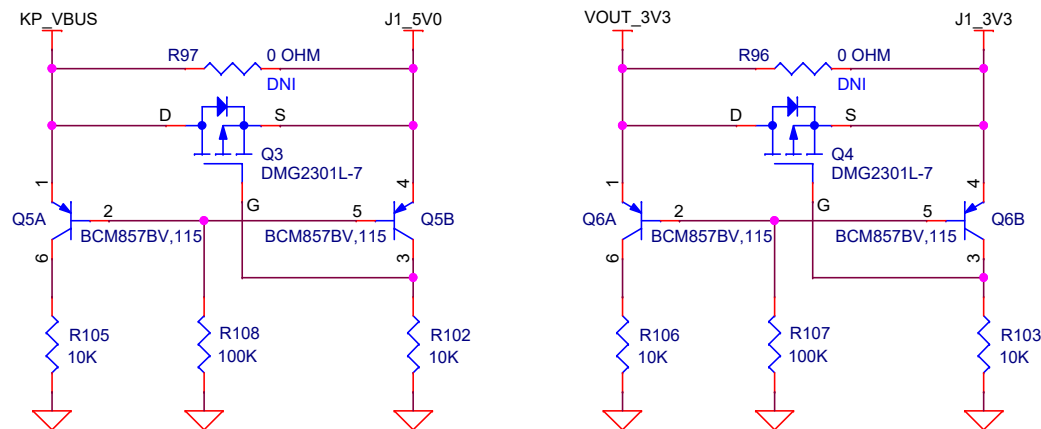 KP_VBUS
J1_5V0
R97
0 OHM
DNI
D
S
Q3
DMG2301L-7
G
1
4
Q5A
2
5
Q5B
BCM857BV,115
BCM857BV,115
6
3
R105
10K
R108
100K
R102
10K
VOUT_3V3
J1_3V3
R96
0 OHM
DNI
D
S
Q4
DMG2301L-7
G
1
4
Q6A
2
5
Q6B
BCM857BV,115
BCM857BV,115
6
3
R106
10K
R107
100K
R103
10K